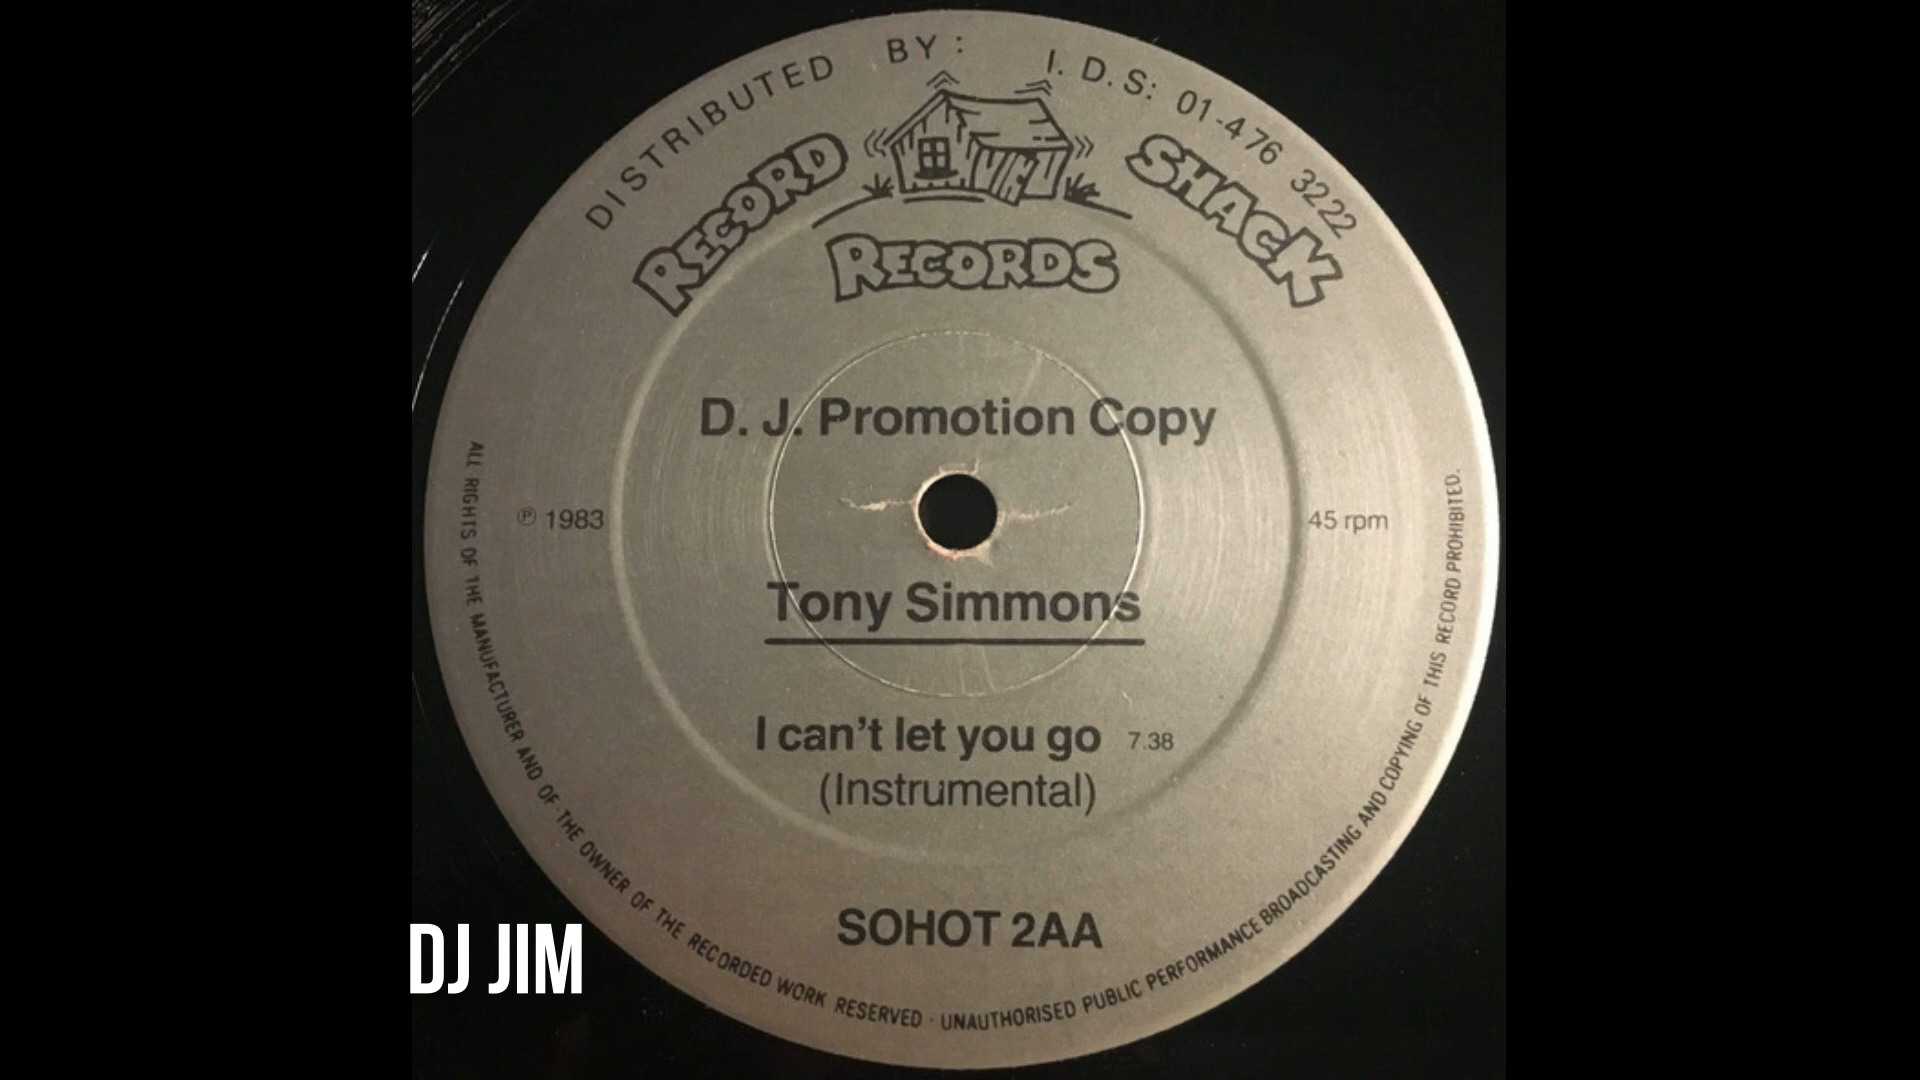 DISTRIBUTED BY: I. D. S: 01-476 3222
RECORD SHACK
RECORDS
D. J. Promotion Copy
℗ 1983
45 rpm
Tony Simmons
I can't let you go 7.38
(Instrumental)
SOHOT 2AA
ALL RIGHTS OF THE MANUFACTURER AND OF THE OWNER OF THE RECORDED WORK RESERVED · UNAUTHORISED PUBLIC PERFORMANCE BROADCASTING AND COPYING OF THIS RECORD PROHIBITED.
DJ JIM